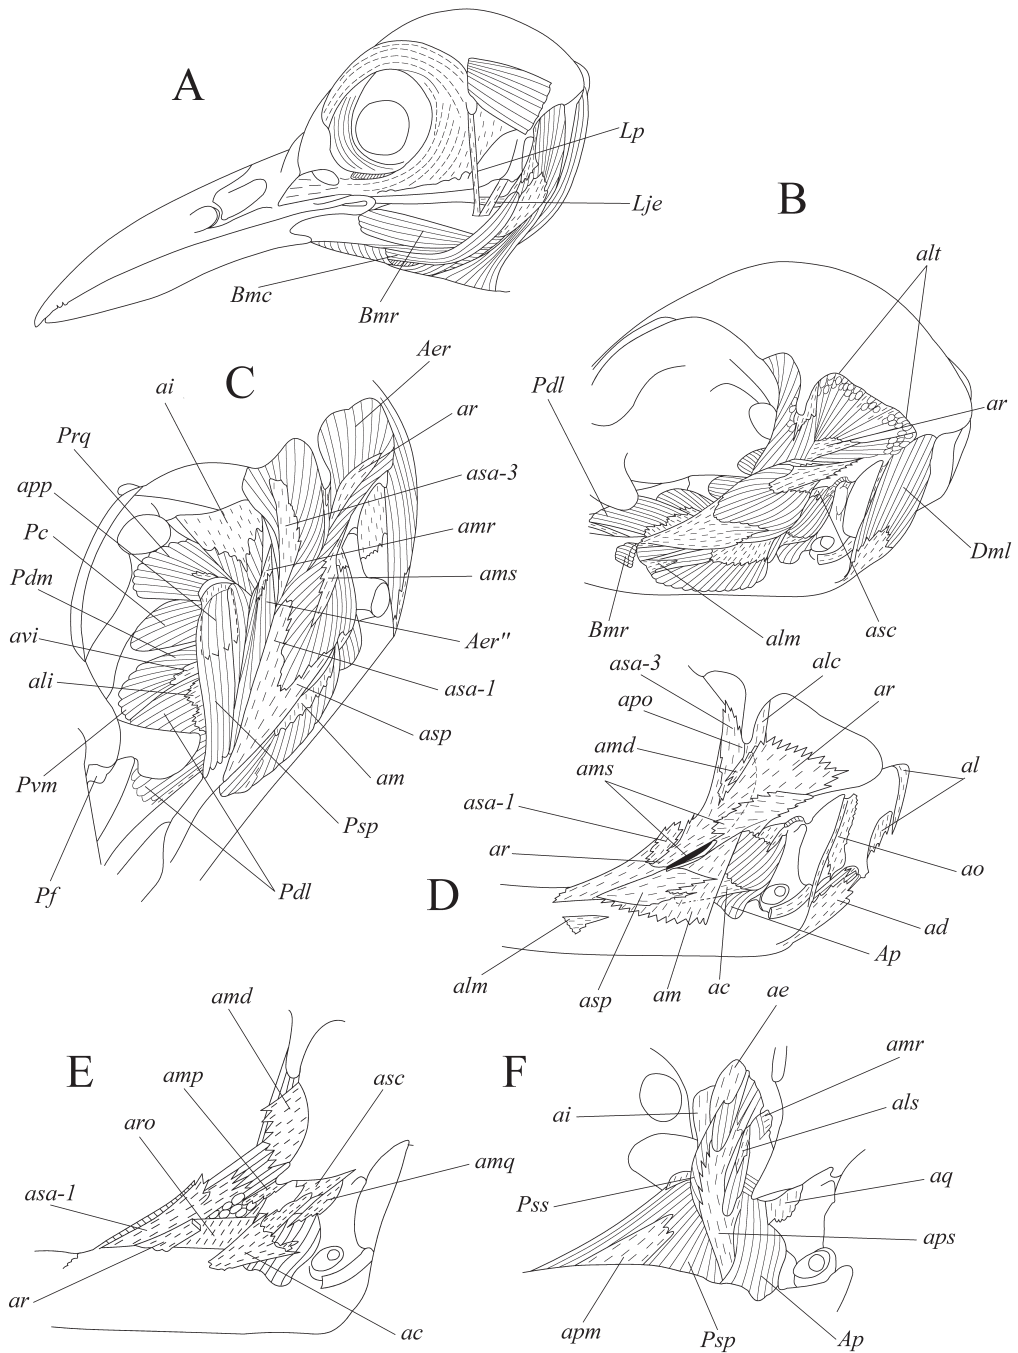 A
Lp
Lje
Bmc
Bmr
B
alt
Pdl
ar
Dml
Bmr
alm
asc
C
Aer
ai
ar
Prq
asa-3
app
amr
Pc
ams
Pdm
avi
Aer"
ali
asa-1
asp
Pvm
am
Psp
Pf
Pdl
D
asa-3
alc
apo
ar
amd
ams
al
asa-1
ar
ao
ad
Ap
alm
asp
am
ac
E
amd
amp
asc
aro
amq
asa-1
ar
ac
F
ae
amr
ai
als
aq
Pss
aps
apm
Psp
Ap